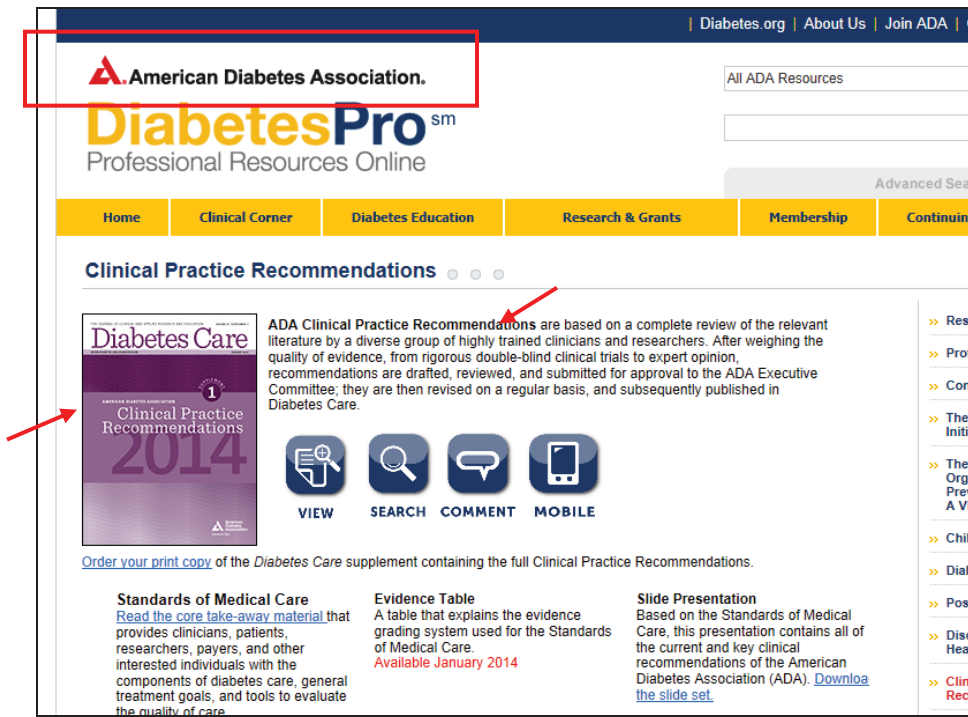 | Diabetes.org | About Us | Join ADA |
American Diabetes Association.
All ADA Resources
DiabetesPro sm
Professional Resources Online
Advanced Sea
Home Clinical Corner Diabetes Education Research & Grants Membership Continuin
Clinical Practice Recommendations
Diabetes Care
SUPPLEMENT
1
AMERICAN DIABETES ASSOCIATION
Clinical Practice
Recommendations
2014
American
Diabetes
Association
ADA Clinical Practice Recommendations are based on a complete review of the relevant
literature by a diverse group of highly trained clinicians and researchers. After weighing the
quality of evidence, from rigorous double-blind clinical trials to expert opinion,
recommendations are drafted, reviewed, and submitted for approval to the ADA Executive
Committee; they are then revised on a regular basis, and subsequently published in
Diabetes Care.
VIEW SEARCH COMMENT MOBILE
Order your print copy of the Diabetes Care supplement containing the full Clinical Practice Recommendations.
Standards of Medical Care
Read the core take-away material that
provides clinicians, patients,
researchers, payers, and other
interested individuals with the
components of diabetes care, general
treatment goals, and tools to evaluate
the quality of care
Evidence Table
A table that explains the evidence
grading system used for the Standards
of Medical Care.
Available January 2014
Slide Presentation
Based on the Standards of Medical
Care, this presentation contains all of
the current and key clinical
recommendations of the American
Diabetes Association (ADA). Downloa
the slide set.
» Res
» Pro
» Con
» The
Initi
» The
Org
Prev
A Vi
» Chil
» Dial
» Pos
» Disc
Hea
» Clin
Rec